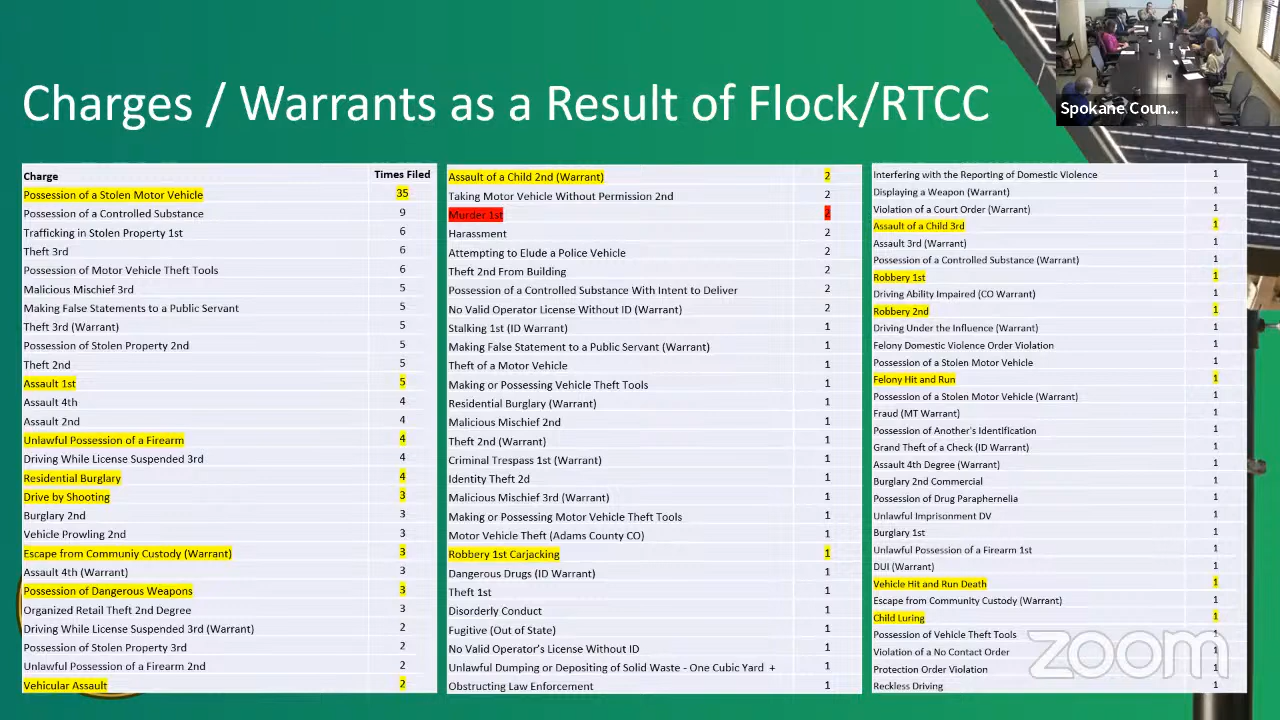 Spokane Coun...
Charges / Warrants as a Result of Flock/RTCC
Charge Times Filed
Possession of a Stolen Motor Vehicle 35
Possession of a Controlled Substance 9
Trafficking in Stolen Property 1st 6
Theft 3rd 6
Possession of Motor Vehicle Theft Tools 6
Malicious Mischief 3rd 5
Making False Statements to a Public Servant 5
Theft 3rd (Warrant) 5
Possession of Stolen Property 2nd 5
Theft 2nd 5
Assault 1st 5
Assault 4th 4
Assault 2nd 4
Unlawful Possession of a Firearm 4
Driving While License Suspended 3rd 4
Residential Burglary 4
Drive by Shooting 3
Burglary 2nd 3
Vehicle Prowling 2nd 3
Escape from Communiy Custody (Warrant) 3
Assault 4th (Warrant) 3
Possession of Dangerous Weapons 3
Organized Retail Theft 2nd Degree 3
Driving While License Suspended 3rd (Warrant) 2
Possession of Stolen Property 3rd 2
Unlawful Possession of a Firearm 2nd 2
Vehicular Assault 2
Assault of a Child 2nd (Warrant) 2
Taking Motor Vehicle Without Permission 2nd 2
Murder 1st 2
Harassment 2
Attempting to Elude a Police Vehicle 2
Theft 2nd From Building 2
Possession of a Controlled Substance With Intent to Deliver 2
No Valid Operator License Without ID (Warrant) 2
Stalking 1st (ID Warrant) 1
Making False Statement to a Public Servant (Warrant) 1
Theft of a Motor Vehicle 1
Making or Possessing Vehicle Theft Tools 1
Residential Burglary (Warrant) 1
Malicious Mischief 2nd 1
Theft 2nd (Warrant) 1
Criminal Trespass 1st (Warrant) 1
Identity Theft 2d 1
Malicious Mischief 3rd (Warrant) 1
Making or Possessing Motor Vehicle Theft Tools 1
Motor Vehicle Theft (Adams County CO) 1
Robbery 1st Carjacking 1
Dangerous Drugs (ID Warrant) 1
Theft 1st 1
Disorderly Conduct 1
Fugitive (Out of State) 1
No Valid Operator's License Without ID 1
Unlawful Dumping or Depositing of Solid Waste - One Cubic Yard + 1
Obstructing Law Enforcement 1
Interfering with the Reporting of Domestic Violence 1
Displaying a Weapon (Warrant) 1
Violation of a Court Order (Warrant) 1
Assault of a Child 3rd 1
Assault 3rd (Warrant) 1
Possession of a Controlled Substance (Warrant) 1
Robbery 1st 1
Driving Ability Impaired (CO Warrant) 1
Robbery 2nd 1
Driving Under the Influence (Warrant) 1
Felony Domestic Violence Order Violation 1
Possession of a Stolen Motor Vehicle 1
Felony Hit and Run 1
Possession of a Stolen Motor Vehicle (Warrant) 1
Fraud (MT Warrant) 1
Possession of Another's Identification 1
Grand Theft of a Check (ID Warrant) 1
Assault 4th Degree (Warrant) 1
Burglary 2nd Commercial 1
Possession of Drug Paraphernelia 1
Unlawful Imprisonment DV 1
Burglary 1st 1
Unlawful Possession of a Firearm 1st 1
DUI (Warrant) 1
Vehicle Hit and Run Death 1
Escape from Community Custody (Warrant) 1
Child Luring 1
Possession of Vehicle Theft Tools 1
Violation of a No Contact Order 1
Protection Order Violation 1
Reckless Driving 1
zoom